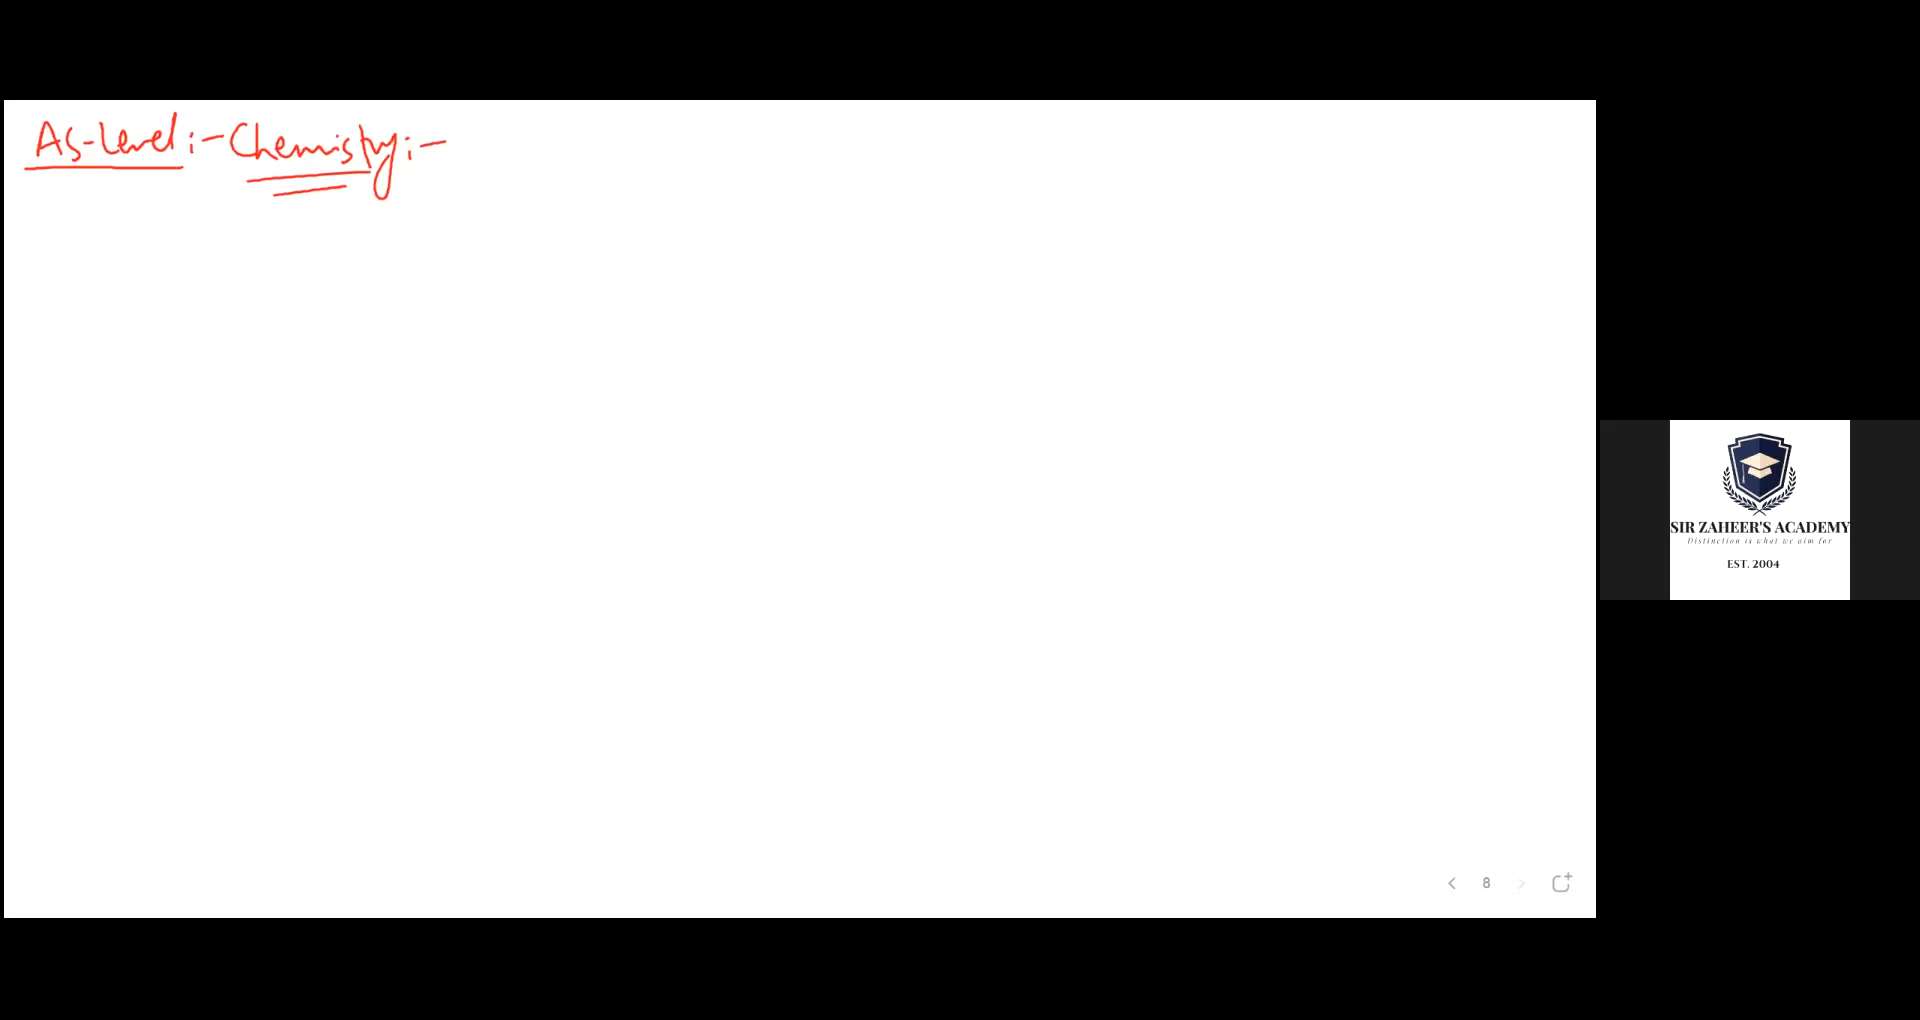 As-Level:- Chemistry:-
SIR ZAHEER'S ACADEMY
Distinction is what we aim for
EST. 2004
8